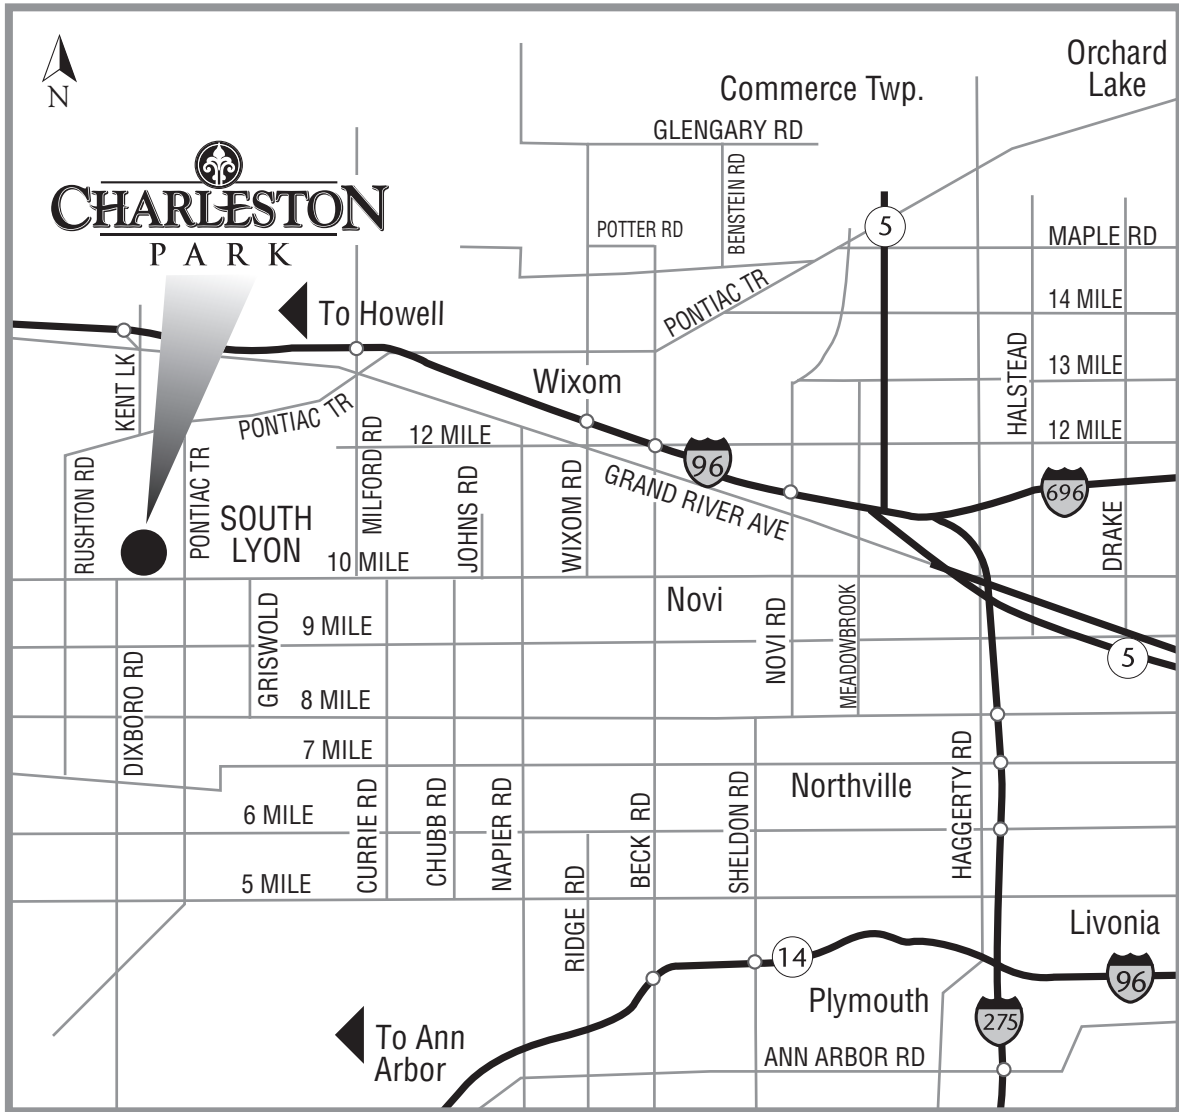 Orchard
Lake
Commerce Twp.
N
GLENGARY RD
BENSTEIN RD
CHARLESTON
PARK
POTTER RD
5
MAPLE RD
PONTIAC TR
14 MILE
To Howell
HALSTEAD
13 MILE
KENT LK
Wixom
PONTIAC TR
12 MILE
12 MILE
MILFORD RD
96
GRAND RIVER AVE
696
RUSHTON RD
PONTIAC TR
SOUTH
LYON
JOHNS RD
WIXOM RD
DRAKE
10 MILE
Novi
GRISWOLD
9 MILE
NOVI RD
MEADOWBROOK
5
DIXBORO RD
8 MILE
7 MILE
HAGGERTY RD
Northville
6 MILE
CURRIE RD
CHUBB RD
NAPIER RD
BECK RD
SHELDON RD
5 MILE
RIDGE RD
Livonia
14
96
Plymouth
275
To Ann
Arbor
ANN ARBOR RD